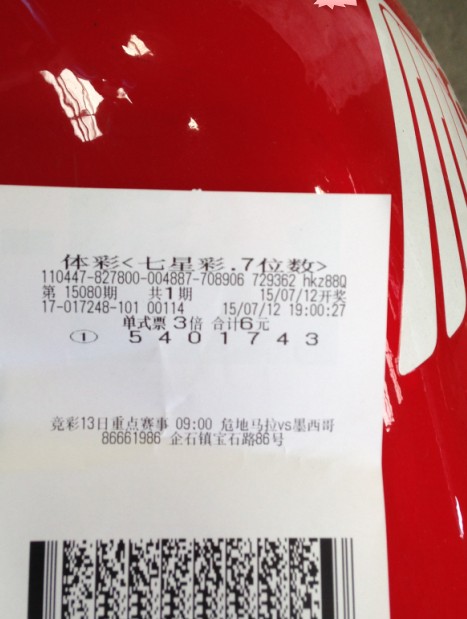 体彩<七星彩.7位数>
110447-827800-004887-708906 729362 hkz88Q
第 15080期 共1期 15/07/12开奖
17-017248-101 00114 15/07/12 19:00:27
单式票 3倍 合计6元
① 5 4 0 1 7 4 3
竞彩13日重点赛事 09:00 危地马拉vs墨西哥
86661986 企石镇宝石路86号